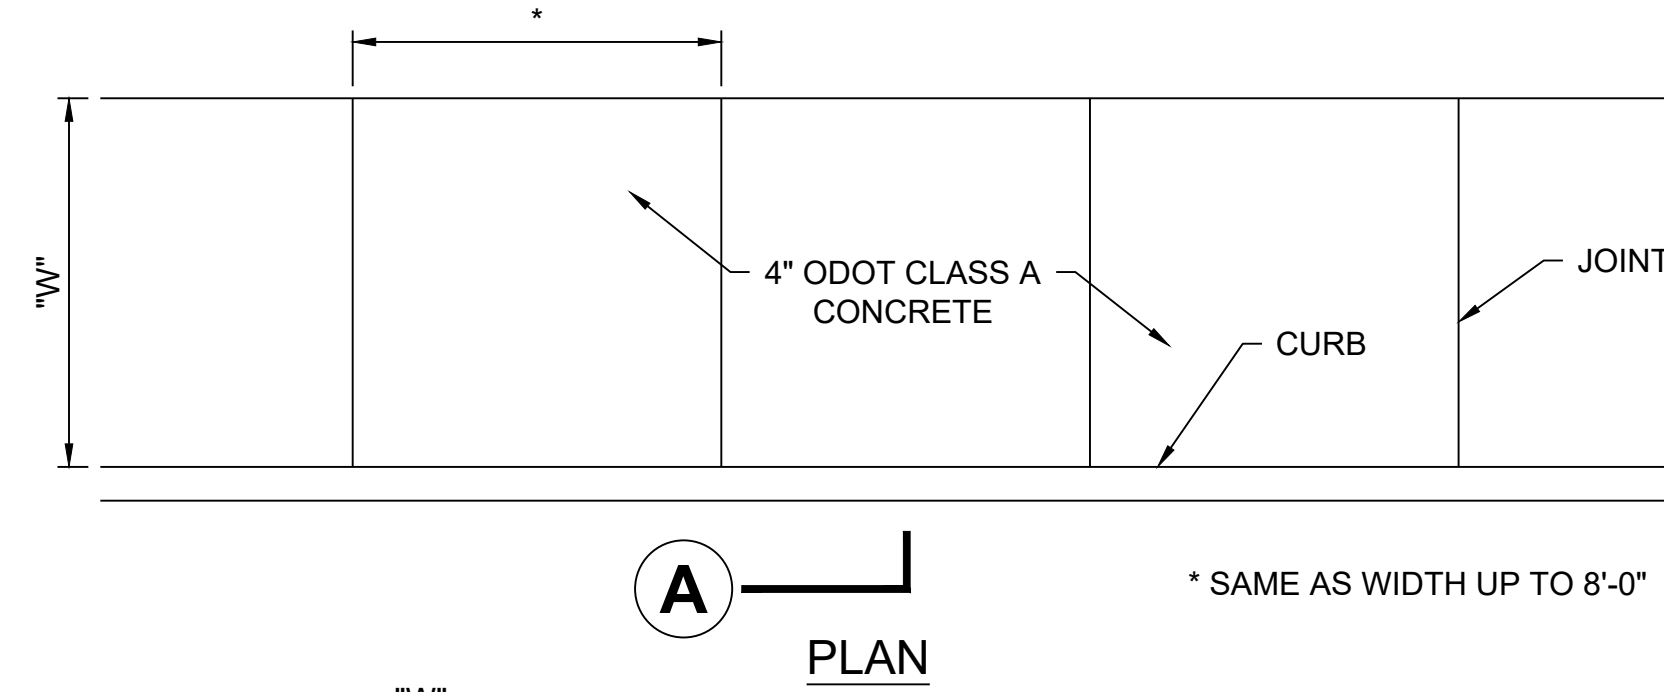 *
"W"
4" ODOT CLASS A
CONCRETE
JOINT
CURB
A
* SAME AS WIDTH UP TO 8'-0"
PLAN
"W"